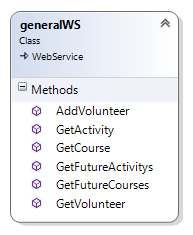 generalWS
Class
WebService
Methods
AddVolunteer
GetActivity
GetCourse
GetFutureActivitys
GetFutureCourses
GetVolunteer